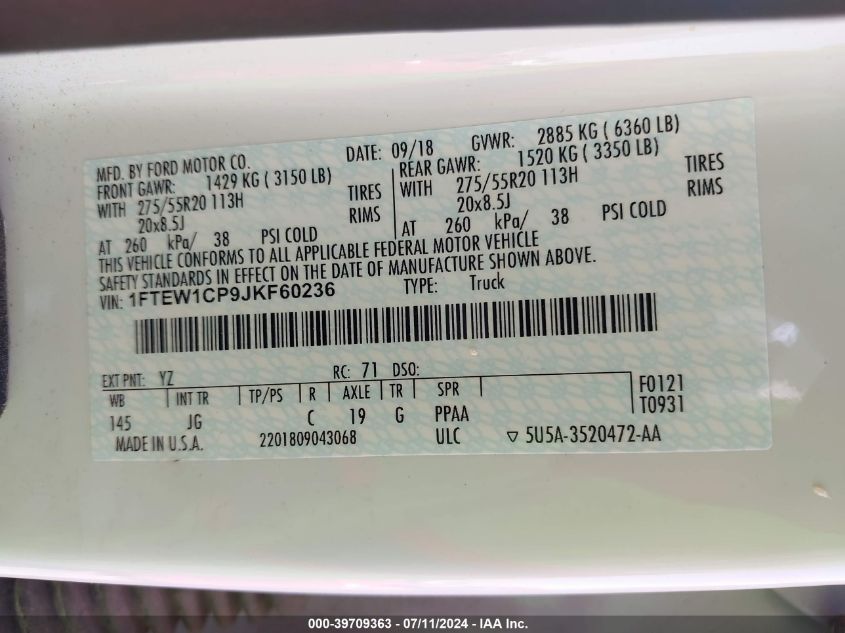 MFD. BY FORD MOTOR CO.
DATE: 09/18
GVWR: 2885 KG ( 6360 LB)
FRONT GAWR: 1429 KG ( 3150 LB)
REAR GAWR: 1520 KG ( 3350 LB)
WITH 275/55R20 113H TIRES
WITH 275/55R20 113H TIRES
20x8.5J RIMS
20x8.5J RIMS
AT 260 kPa/ 38 PSI COLD
AT 260 kPa/ 38 PSI COLD
THIS VEHICLE CONFORMS TO ALL APPLICABLE FEDERAL MOTOR VEHICLE
SAFETY STANDARDS IN EFFECT ON THE DATE OF MANUFACTURE SHOWN ABOVE.
VIN: 1FTEW1CP9JKF60236
TYPE: Truck
EXT PNT: YZ RC: 71 DSO:
WB INT TR TP/PS R AXLE TR SPR
F0121
145 JG C 19 G PPAA
T0931
MADE IN U.S.A. 2201809043068 ULC ▽ 5U5A-3520472-AA
000-39709363 - 07/11/2024 - IAA Inc.